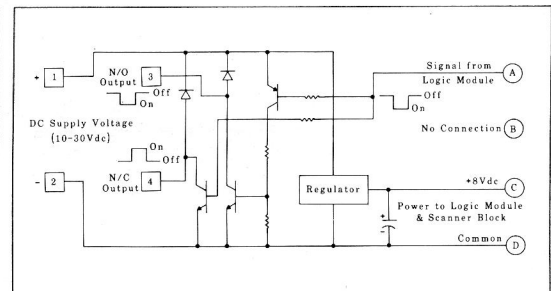 + 1
N/O
Output
3
Off
On
DC Supply Voltage
(10-30Vdc)
On
Off
- 2
N/C
Output
4
Signal from
Logic Module
A
Off
On
No Connection
B
Regulator
+8Vdc
C
Power to Logic Module
& Scanner Block
+
-
Common
D